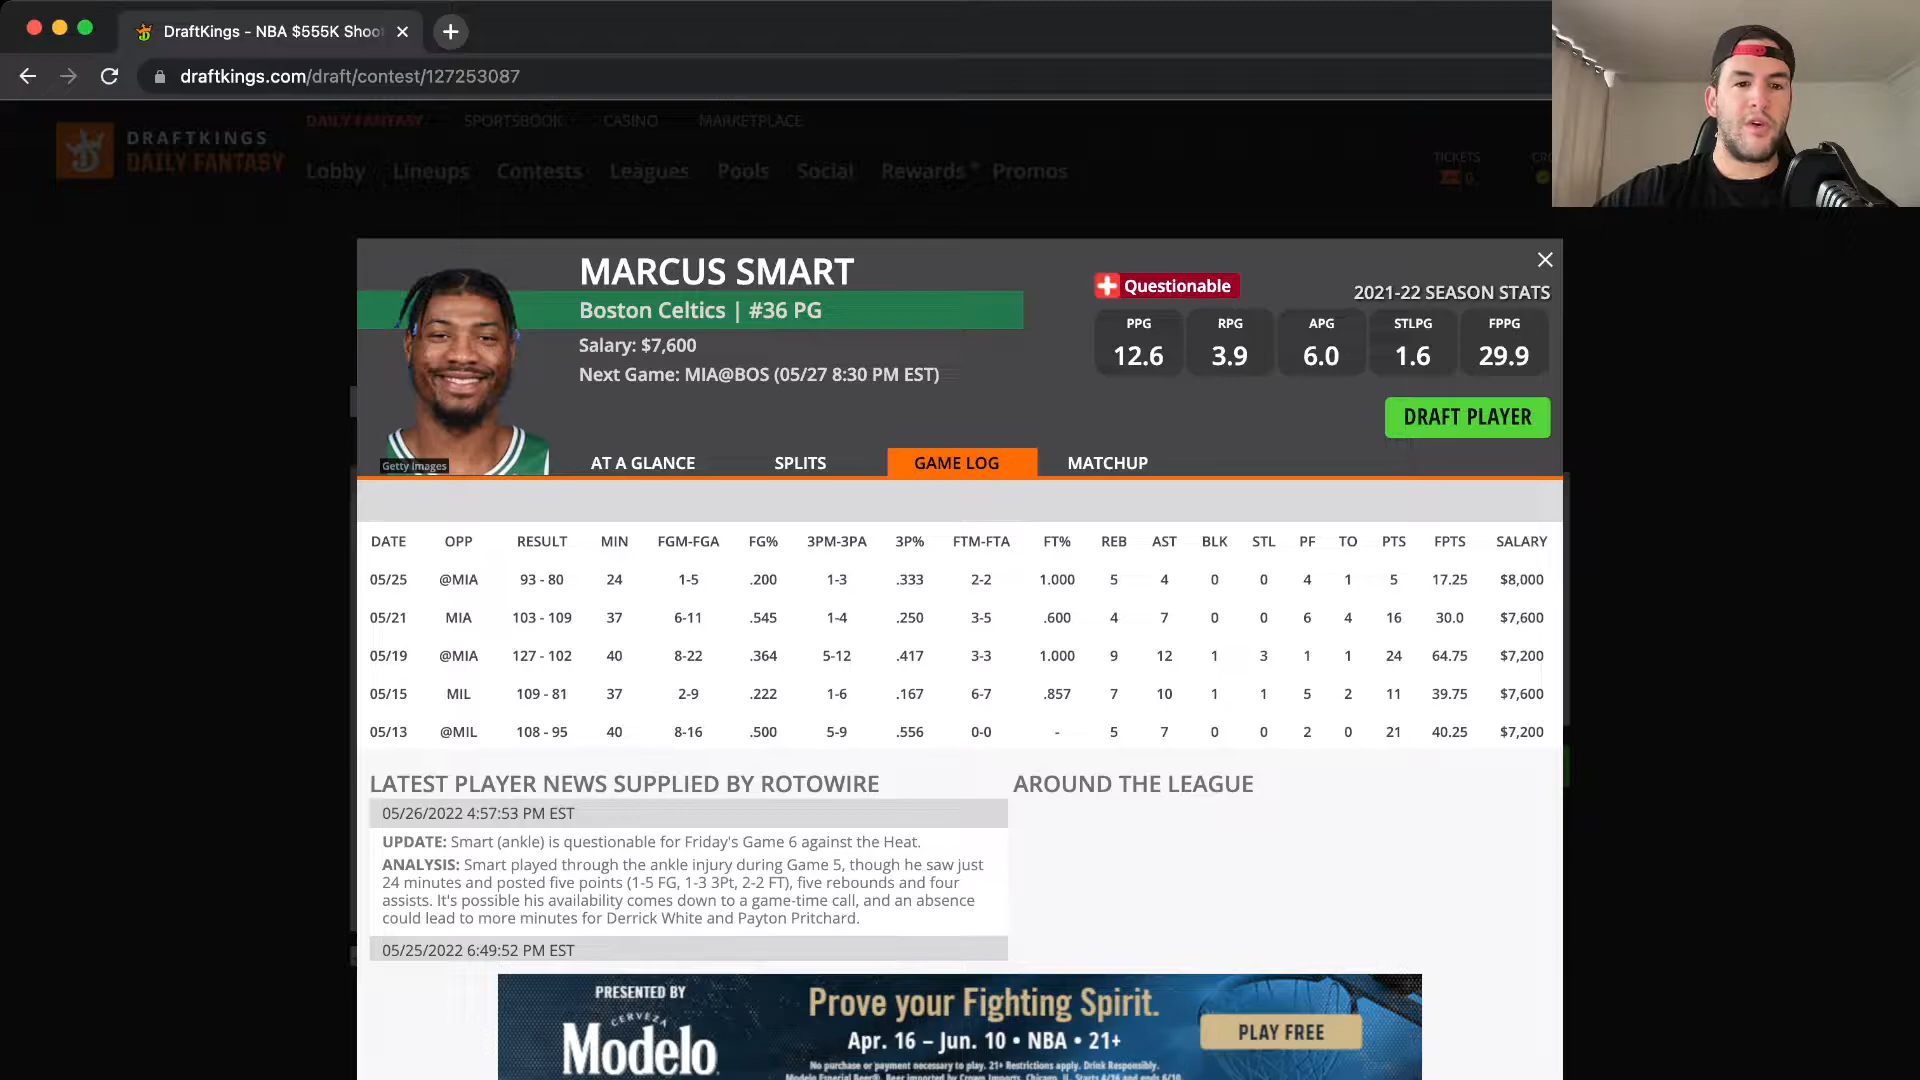 DraftKings - NBA $555K Shoot
draftkings.com/draft/contest/127253087
DAILY FANTASY SPORTSBOOK CASINO MARKETPLACE
DRAFTKINGS
DAILY FANTASY
Lobby Lineups Contests Leagues Pools Social Rewards Promos
TICKETS
0
MARCUS SMART
Boston Celtics | #36 PG
Salary: $7,600
Next Game: MIA@BOS (05/27 8:30 PM EST)
Getty Images
Questionable
2021-22 SEASON STATS
PPG RPG APG STLPG FPPG
12.6 3.9 6.0 1.6 29.9
DRAFT PLAYER
AT A GLANCE SPLITS GAME LOG MATCHUP
DATE OPP RESULT MIN FGM-FGA FG% 3PM-3PA 3P% FTM-FTA FT% REB AST BLK STL PF TO PTS FPTS SALARY
05/25 @MIA 93 - 80 24 1-5 .200 1-3 .333 2-2 1.000 5 4 0 0 4 1 5 17.25 $8,000
05/21 MIA 103 - 109 37 6-11 .545 1-4 .250 3-5 .600 4 7 0 0 6 4 16 30.0 $7,600
05/19 @MIA 127 - 102 40 8-22 .364 5-12 .417 3-3 1.000 9 12 1 3 1 1 24 64.75 $7,200
05/15 MIL 109 - 81 37 2-9 .222 1-6 .167 6-7 .857 7 10 1 1 5 2 11 39.75 $7,600
05/13 @MIL 108 - 95 40 8-16 .500 5-9 .556 0-0 - 5 7 0 0 2 0 21 40.25 $7,200
LATEST PLAYER NEWS SUPPLIED BY ROTOWIRE
AROUND THE LEAGUE
05/26/2022 4:57:53 PM EST
UPDATE: Smart (ankle) is questionable for Friday's Game 6 against the Heat.
ANALYSIS: Smart played through the ankle injury during Game 5, though he saw just
24 minutes and posted five points (1-5 FG, 1-3 3Pt, 2-2 FT), five rebounds and four
assists. It's possible his availability comes down to a game-time call, and an absence
could lead to more minutes for Derrick White and Payton Pritchard.
05/25/2022 6:49:52 PM EST
PRESENTED BY
CERVEZA
Modelo
Prove your Fighting Spirit.
Apr. 16 – Jun. 10 • NBA • 21+
No purchase or payment necessary to play. 21+ Restrictions apply. Drink Responsibly.
PLAY FREE